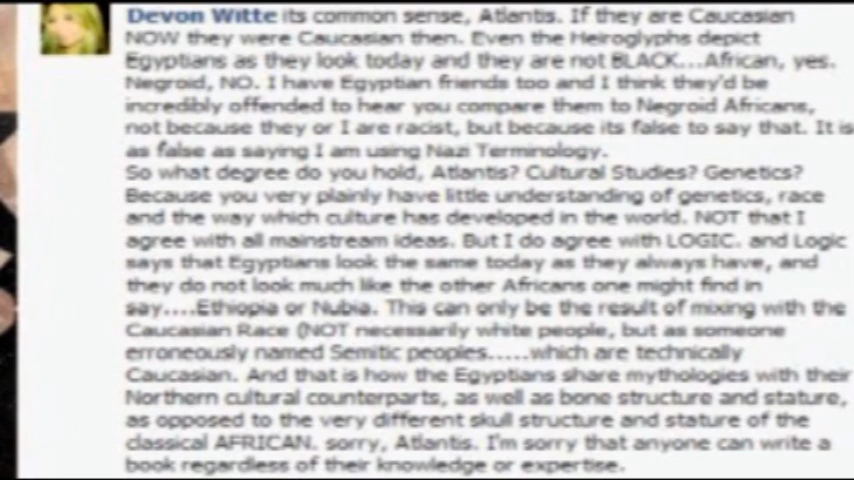 Devon Witte its common sense, Atlantis. If they are Caucasian
NOW they were Caucasian then. Even the Heiroglyphs depict
Egyptians as they look today and they are not BLACK...African, yes.
Negroid, NO. I have Egyptian friends too and I think they'd be
incredibly offended to hear you compare them to Negroid Africans,
not because they or I are racist, but because its false to say that. It is
as false as saying I am using Nazi Terminology.
So what degree do you hold, Atlantis? Cultural Studies? Genetics?
Because you very plainly have little understanding of genetics, race
and the way which culture has developed in the world. NOT that I
agree with all mainstream ideas. But I do agree with LOGIC. and Logic
says that Egyptians look the same today as they always have, and
they do not look much like the other Africans one might find in
say....Ethiopia or Nubia. This can only be the result of mixing with the
Caucasian Race (NOT necessarily white people, but as someone
erroneously named Semitic peoples.....which are technically
Caucasian. And that is how the Egyptians share mythologies with their
Northern cultural counterparts, as well as bone structure and stature,
as opposed to the very different skull structure and stature of the
classical AFRICAN. sorry, Atlantis. I'm sorry that anyone can write a
book regardless of their knowledge or expertise.